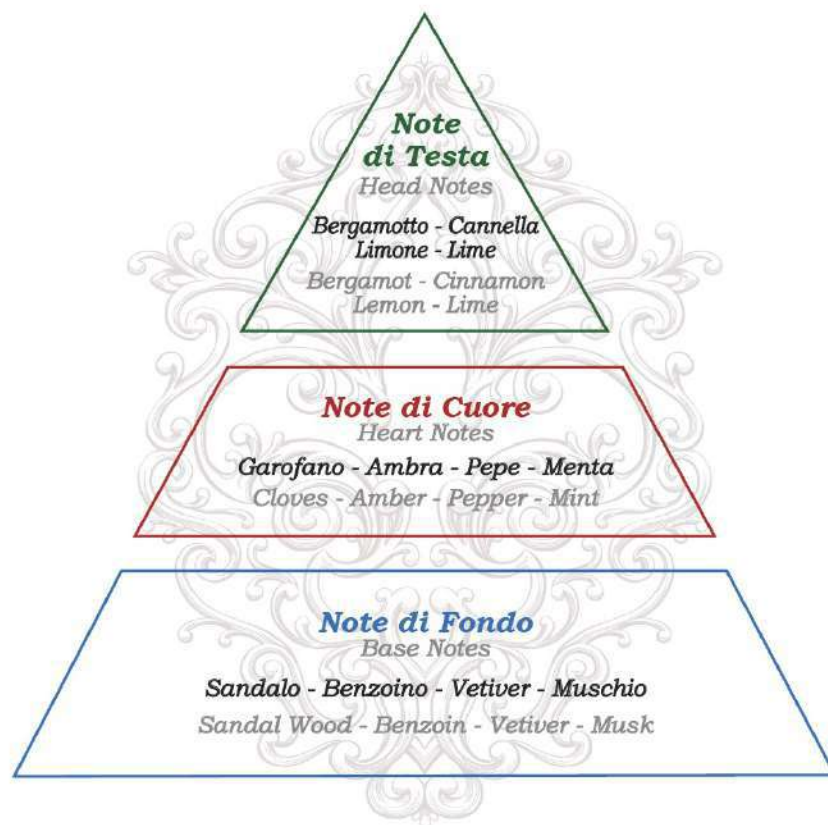 Note
di Testa
Head Notes
Bergamotto - Cannella
Limone - Lime
Bergamot - Cinnamon
Lemon - Lime
Note di Cuore
Heart Notes
Garofano - Ambra - Pepe - Menta
Cloves - Amber - Pepper - Mint
Note di Fondo
Base Notes
Sandalo - Benzoino - Vetiver - Muschio
Sandal Wood - Benzoin - Vetiver - Musk